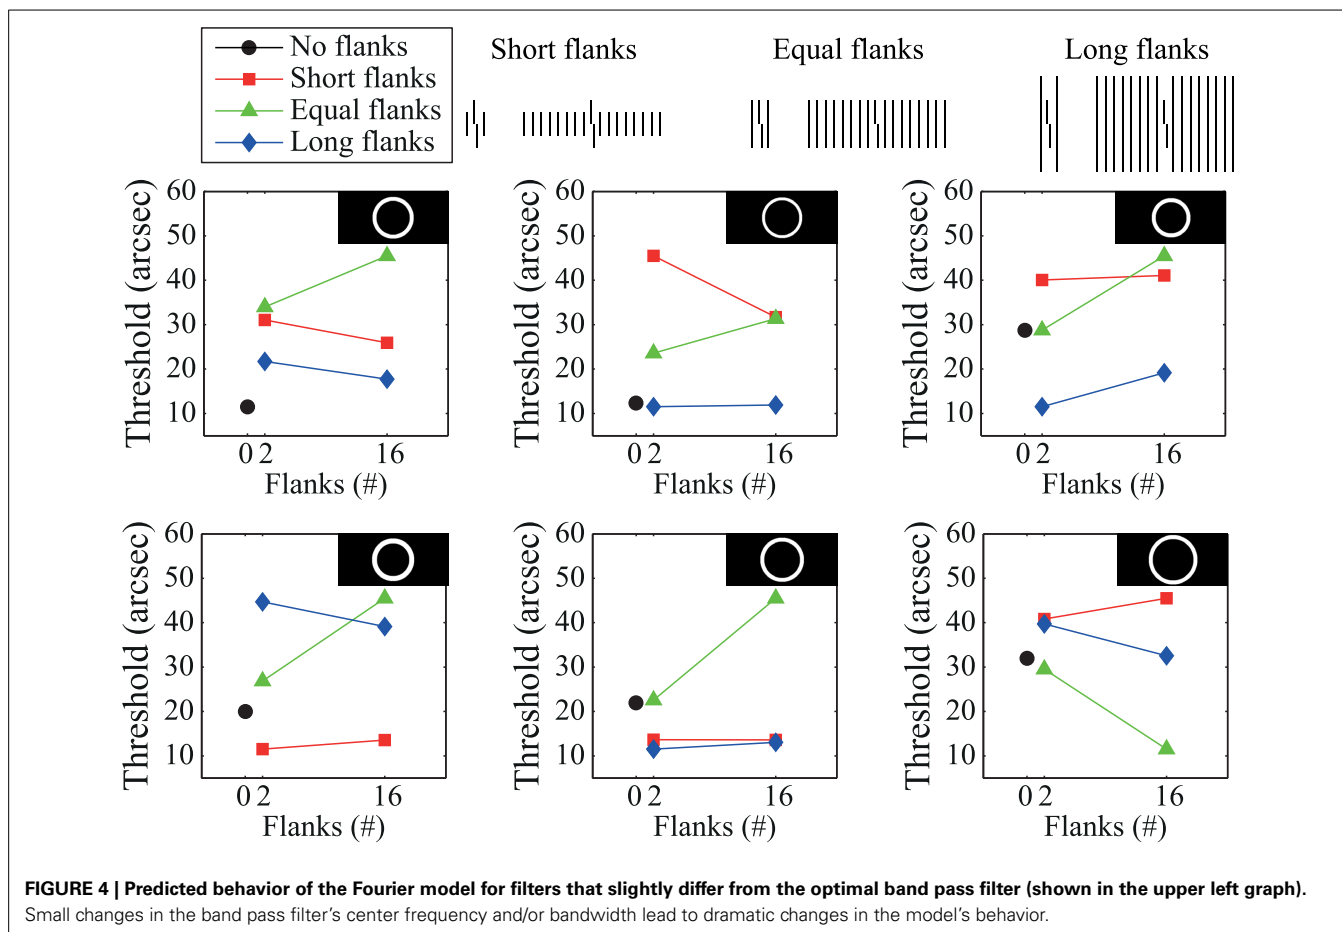 No flanks
Short flanks
Equal flanks
Long flanks
Short flanks
Equal flanks
Long flanks
Threshold (arcsec)
60
50
40
30
20
10
0 2 16
Flanks (#)
Threshold (arcsec)
60
50
40
30
20
10
0 2 16
Flanks (#)
Threshold (arcsec)
60
50
40
30
20
10
0 2 16
Flanks (#)
Threshold (arcsec)
60
50
40
30
20
10
0 2 16
Flanks (#)
Threshold (arcsec)
60
50
40
30
20
10
0 2 16
Flanks (#)
Threshold (arcsec)
60
50
40
30
20
10
0 2 16
Flanks (#)
FIGURE 4 | Predicted behavior of the Fourier model for filters that slightly differ from the optimal band pass filter (shown in the upper left graph).
Small changes in the band pass filter's center frequency and/or bandwidth lead to dramatic changes in the model's behavior.